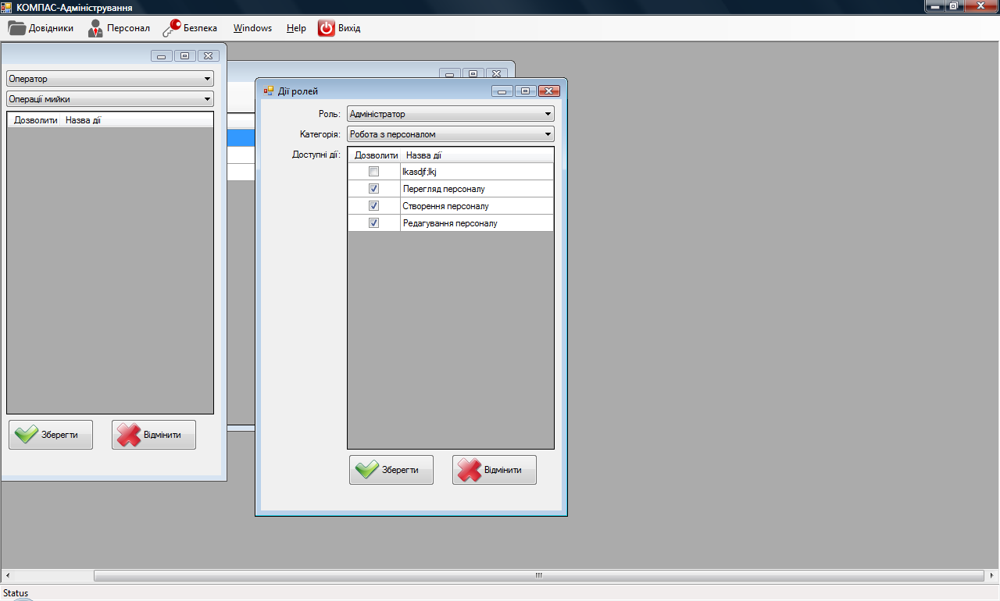 КОМПАС-Адміністрування
Довідники Персонал Безпека Windows Help Вихід
Оператор
Операції мийки
Дозволити Назва дії
Зберегти Відмінити
Дії ролей
Роль: Адміністратор
Категорія: Робота з персоналом
Доступні дії: Дозволити Назва дії
lkasdjf;lkj
Перегляд персоналу
Створення персоналу
Редагування персоналу
Зберегти Відмінити
Status